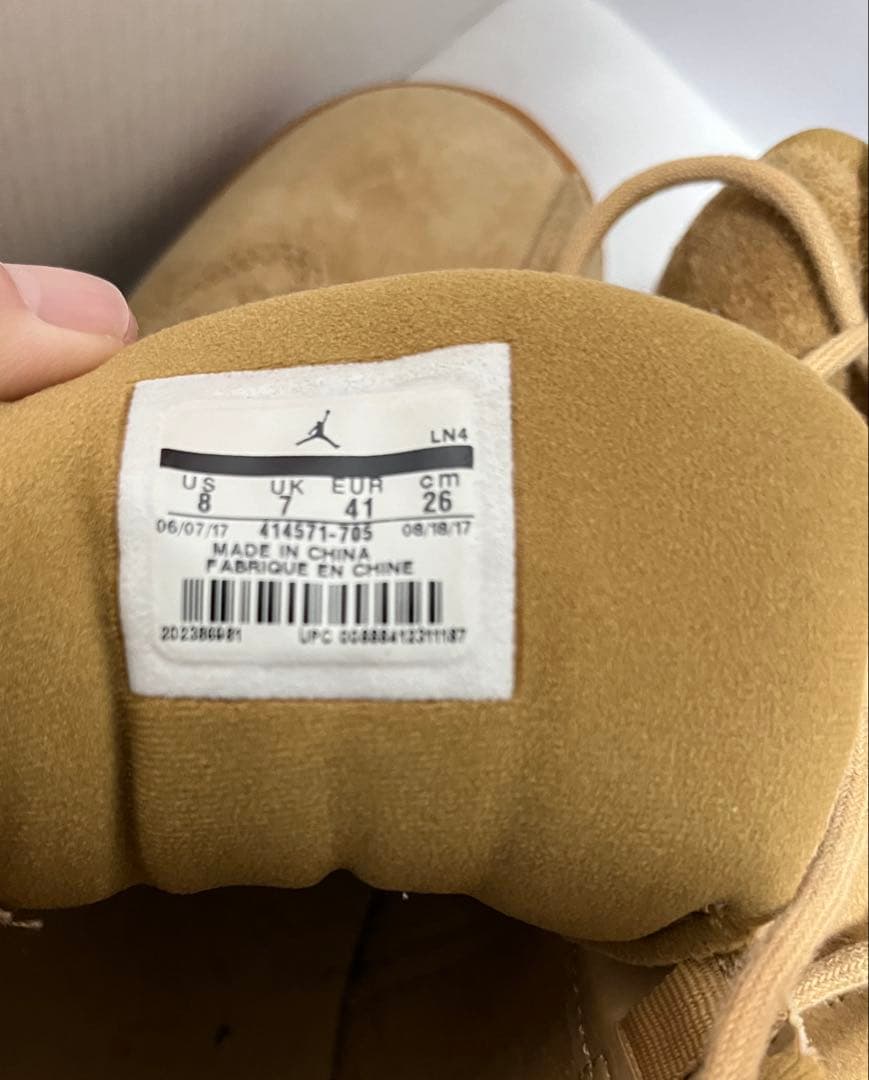 LN4
US UK EUR cm
8 7 41 26
06/07/17 414571-705 08/18/17
MADE IN CHINA
FABRIQUE EN CHINE
UPC